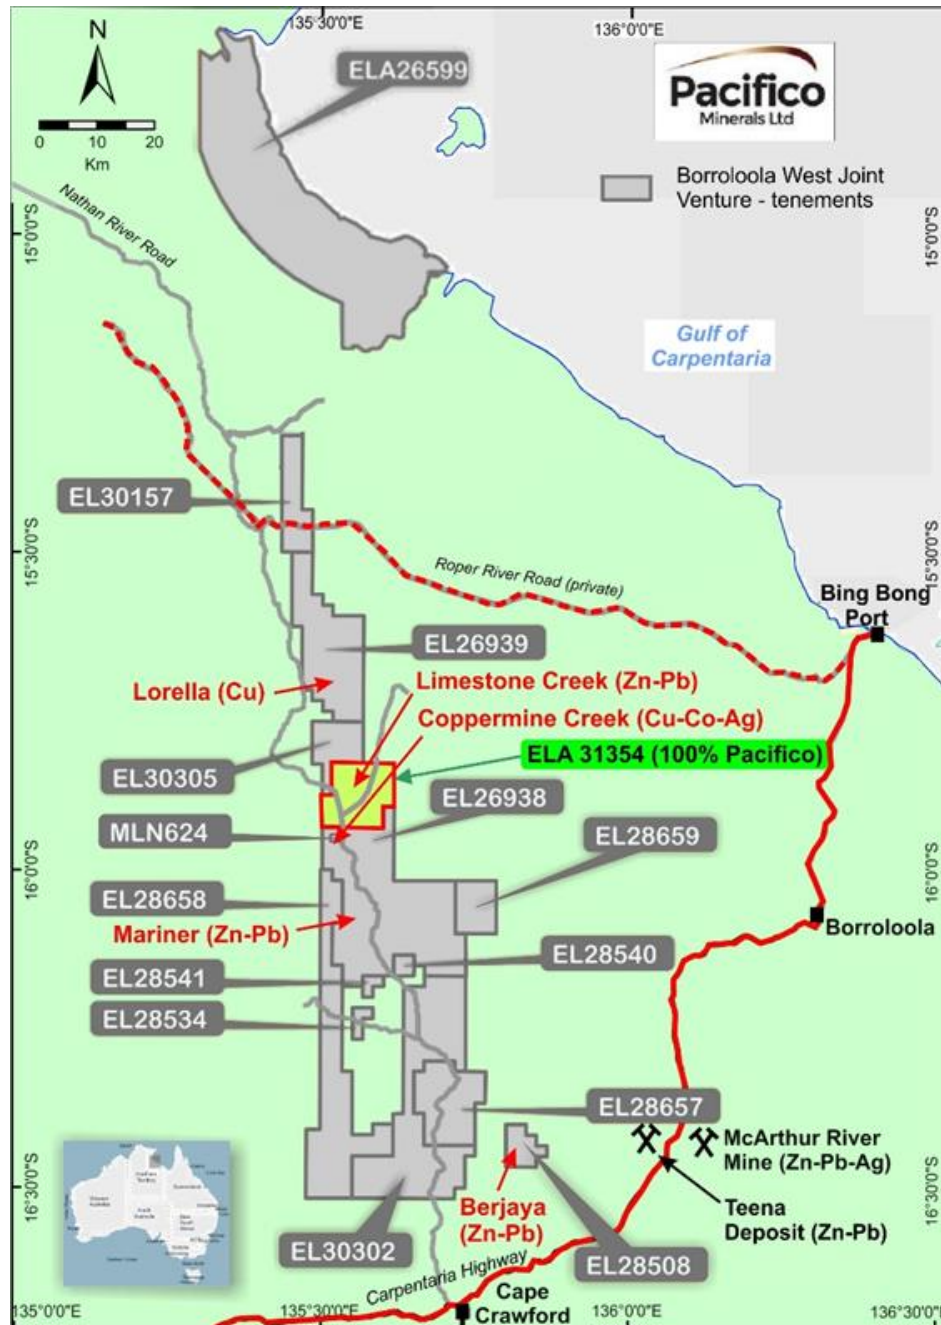 135°30'0"E
136°0'0"E
N
0 10 20
Km
ELA26599
Pacifico
Minerals Ltd
Borroloola West Joint
Venture - tenements
Nathan River Road
15°0'0"S
15°0'0"S
Gulf of
Carpentaria
EL30157
15°30'0"S
15°30'0"S
Roper River Road (private)
Bing Bong
Port
EL26939
Lorella (Cu)
Limestone Creek (Zn-Pb)
Coppermine Creek (Cu-Co-Ag)
ELA 31354 (100% Pacifico)
EL30305
EL26938
MLN624
EL28659
16°0'0"S
16°0'0"S
EL28658
Mariner (Zn-Pb)
Borroloola
EL28540
EL28541
EL28534
EL28657
McArthur River
Mine (Zn-Pb-Ag)
16°30'0"S
16°30'0"S
Berjaya
(Zn-Pb)
Teena
Deposit (Zn-Pb)
EL30302
EL28508
Carpentaria Highway
Cape
Crawford
135°0'0"E
135°30'0"E
136°0'0"E
136°30'0"E